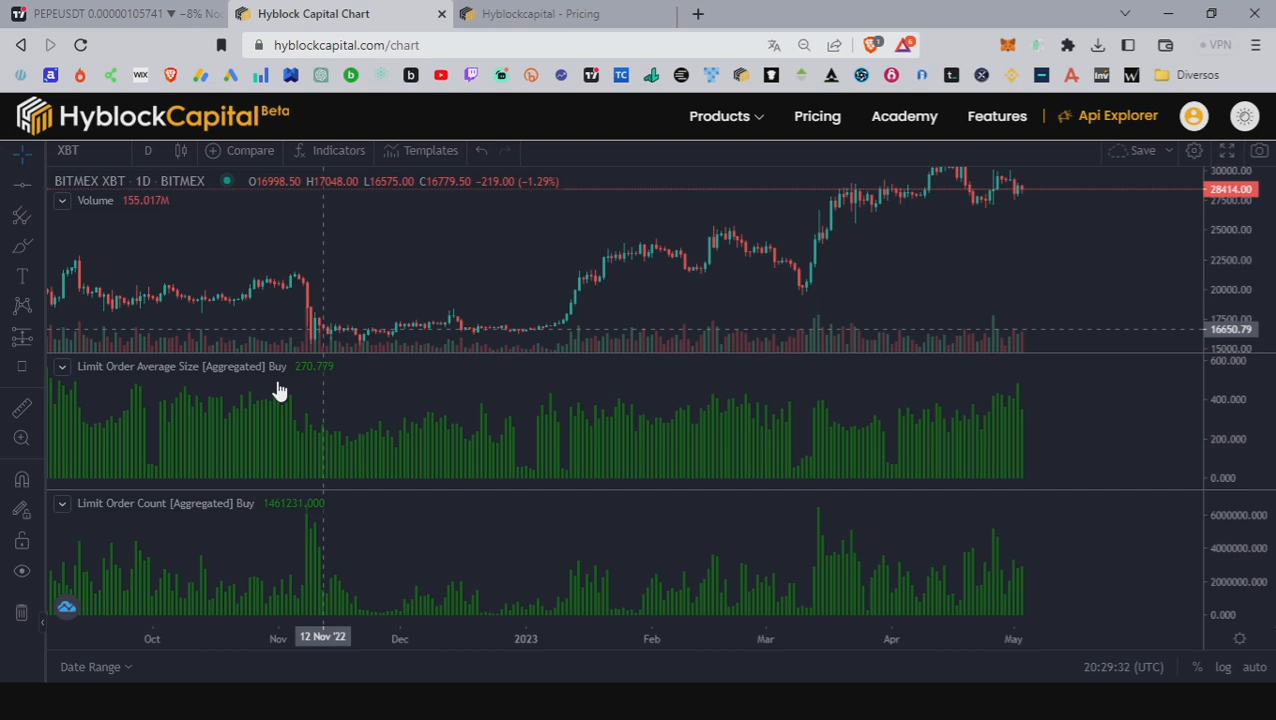 PEPEUSDT 0.00000105741 ▼ −8% No
Hyblock Capital Chart
Hyblockcapital - Pricing
hyblockcapital.com/chart
1
6
VPN
WIX
TC
Inv
W
Diversos
HyblockCapital Beta
Products
Pricing
Academy
Features
Api Explorer
XBT
D
Compare
Indicators
Templates
Save
BITMEX XBT · 1D · BITMEX
O16998.50 H17048.00 L16575.00 C16779.50 −219.00 (−1.29%)
Volume 155.017M
30000.00
28414.00
27500.00
25000.00
22500.00
20000.00
17500.00
16650.79
15000.00
Limit Order Average Size [Aggregated] Buy 270.779
600.000
400.000
200.000
0.000
Limit Order Count [Aggregated] Buy 1461231.000
6000000.000
4000000.000
2000000.000
0.000
Oct
Nov
12 Nov '22
Dec
2023
Feb
Mar
Apr
May
Date Range
20:29:32 (UTC)
%
log
auto